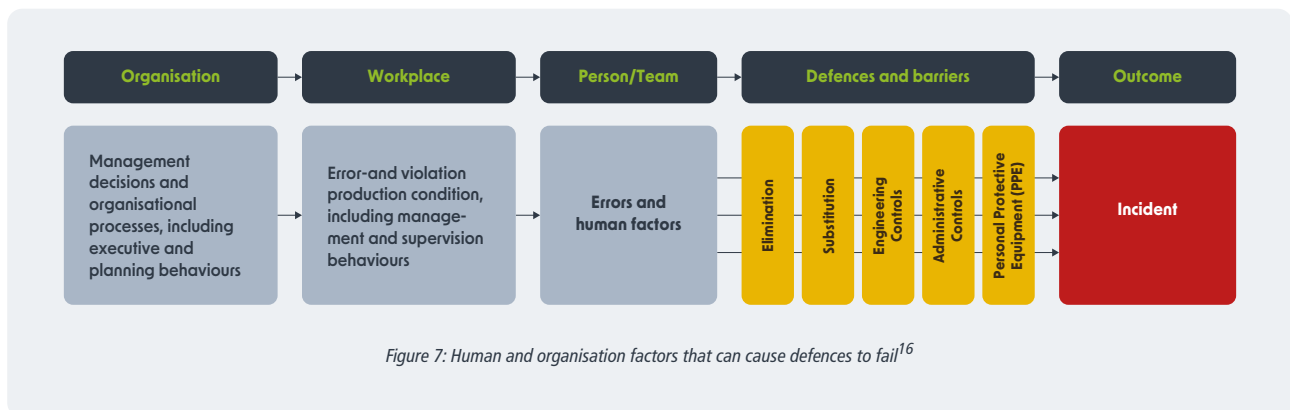 Organisation
Workplace
Person/Team
Defences and barriers
Outcome
Management
decisions and
organisational
processes, including
executive and
planning behaviours
Error-and violation
production condition,
including manage-
ment and supervision
behaviours
Errors and
human factors
Elimination
Substitution
Engineering
Controls
Administrative
Controls
Personal Protective
Equipment (PPE)
Incident
Figure 7: Human and organisation factors that can cause defences to fail16